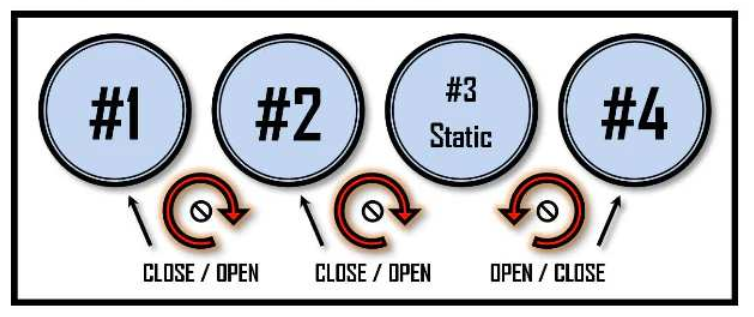 #1
#2
#3
Static
#4
CLOSE / OPEN
CLOSE / OPEN
OPEN / CLOSE